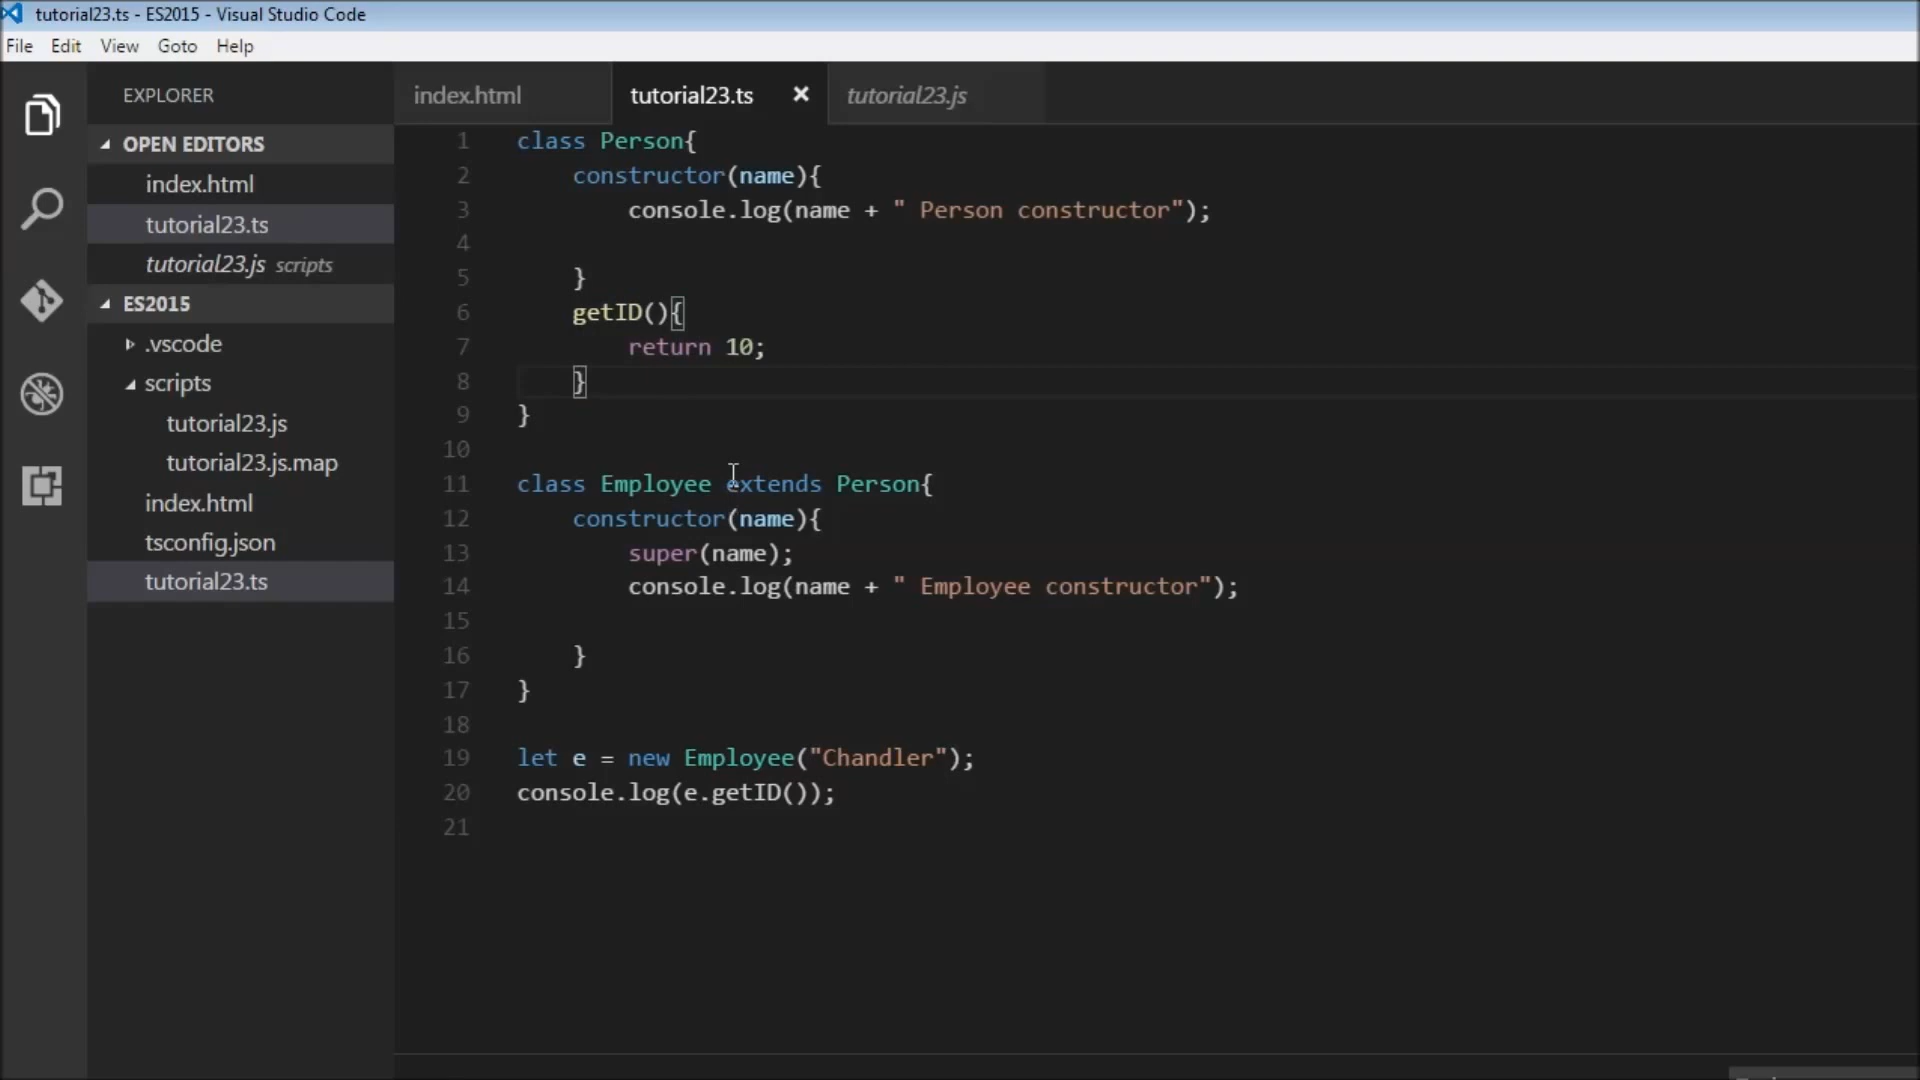 tutorial23.ts - ES2015 - Visual Studio Code
File Edit View Goto Help
EXPLORER
OPEN EDITORS
index.html
tutorial23.ts
tutorial23.js scripts
ES2015
.vscode
scripts
tutorial23.js
tutorial23.js.map
index.html
tsconfig.json
tutorial23.ts
index.html tutorial23.ts tutorial23.js
1 class Person{
2 constructor(name){
3 console.log(name + " Person constructor");
4
5 }
6 getID(){
7 return 10;
8 }
9 }
10
11 class Employee extends Person{
12 constructor(name){
13 super(name);
14 console.log(name + " Employee constructor");
15
16 }
17 }
18
19 let e = new Employee("Chandler");
20 console.log(e.getID());
21